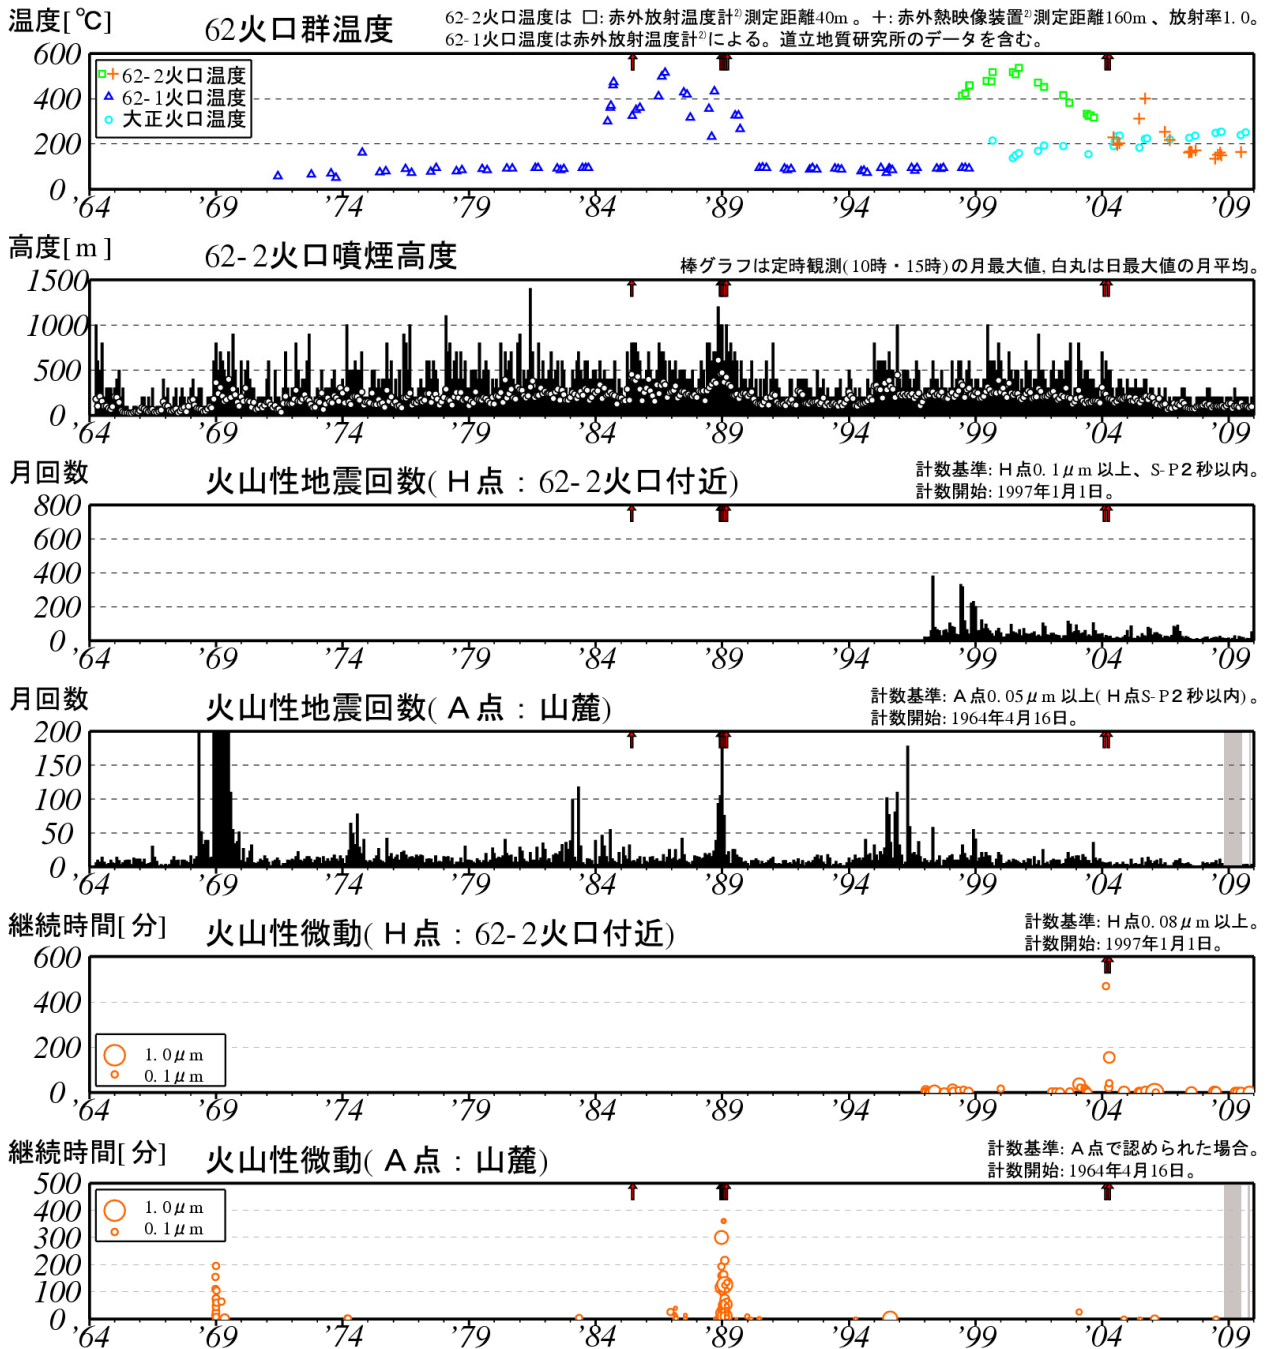 温度[℃]
62火口群温度
62-2火口温度は □: 赤外放射温度計2)測定距離40m 。+: 赤外熱映像装置2)測定距離160m 、放射率1.0。
62-1火口温度は赤外放射温度計2)による。道立地質研究所のデータを含む。
600
400
200
0
62-2火口温度
62-1火口温度
大正火口温度
'64 '69 '74 '79 '84 '89 '94 '99 '04 '09
高度[m]
62-2火口噴煙高度
棒グラフは定時観測(10時・15時)の月最大値, 白丸は日最大値の月平均。
1500
1000
500
0
'64 '69 '74 '79 '84 '89 '94 '99 '04 '09
月回数
火山性地震回数( H点 : 62-2火口付近)
計数基準: H点0.1μm以上、S-P2秒以内。
計数開始: 1997年1月1日。
800
600
400
200
0
'64 '69 '74 '79 '84 '89 '94 '99 '04 '09
月回数
火山性地震回数( A点 : 山麓)
計数基準: A点0.05μm以上( H点S-P2秒以内) 。
計数開始: 1964年4月16日。
200
150
100
50
0
'64 '69 '74 '79 '84 '89 '94 '99 '04 '09
継続時間[分]
火山性微動( H点 : 62-2火口付近)
計数基準: H点0.08μm以上。
計数開始: 1997年1月1日。
600
400
200
0
1.0μm
0.1μm
'64 '69 '74 '79 '84 '89 '94 '99 '04 '09
継続時間[分]
火山性微動( A点 : 山麓)
計数基準: A点で認められた場合。
計数開始: 1964年4月16日。
500
400
300
200
100
0
1.0μm
0.1μm
'64 '69 '74 '79 '84 '89 '94 '99 '04 '09